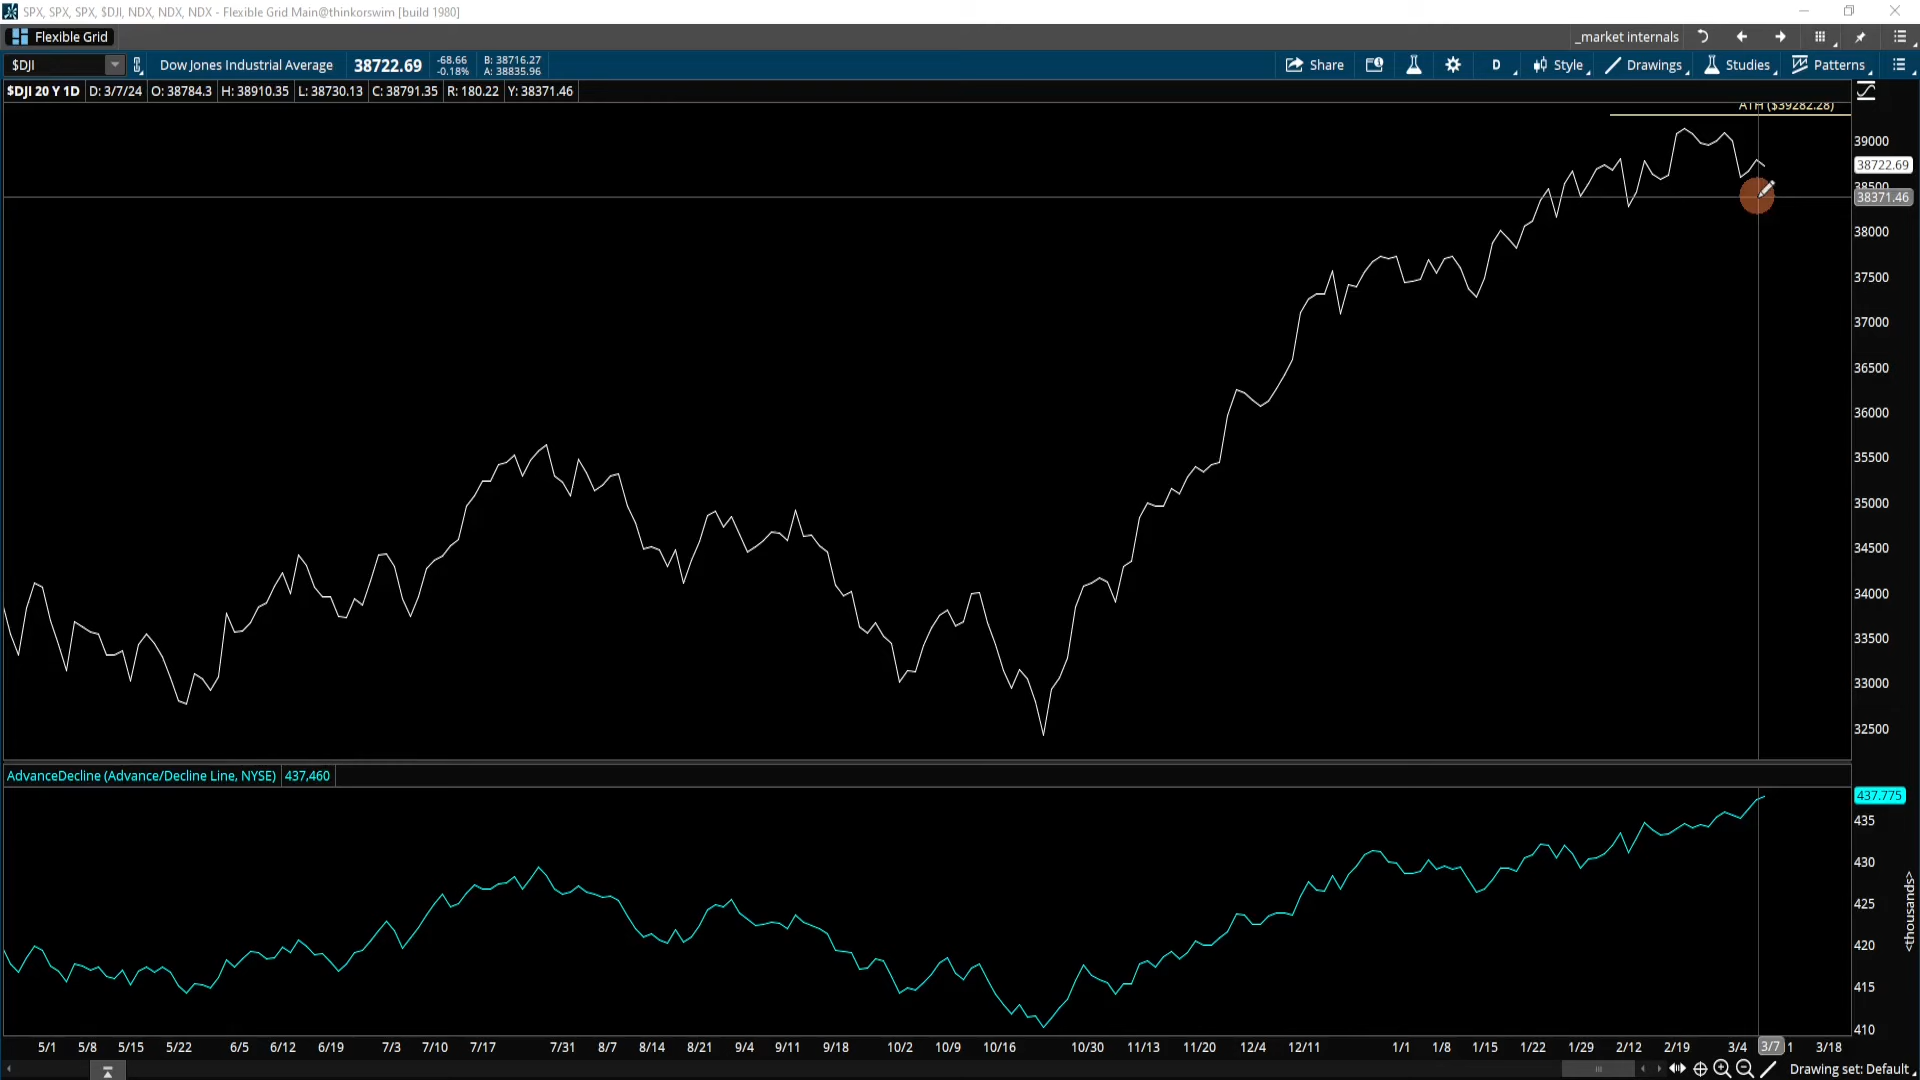 SPX, SPX, SPX, $DJI, NDX, NDX, NDX - Flexible Grid Main@thinkorswim [build 1980]
Flexible Grid
_market internals
$DJI
Dow Jones Industrial Average
38722.69
-68.66
-0.18%
B: 38716.27
A: 38835.96
Share
D
Style
Drawings
Studies
Patterns
$DJI 20 Y 1D
D: 3/7/24
O: 38784.3
H: 38910.35
L: 38730.13
C: 38791.35
R: 180.22
Y: 38371.46
ATH ($39282.28)
39000
38722.69
38500
38371.46
38000
37500
37000
36500
36000
35500
35000
34500
34000
33500
33000
32500
AdvanceDecline (Advance/Decline Line, NYSE)
437,460
437.775
435
430
425
420
415
410
<thousands>
5/1 5/8 5/15 5/22 6/5 6/12 6/19 7/3 7/10 7/17 7/31 8/7 8/14 8/21 9/4 9/11 9/18 10/2 10/9 10/16 10/30 11/13 11/20 12/4 12/11 1/1 1/8 1/15 1/22 1/29 2/12 2/19 3/4 3/7 1 3/18
Drawing set: Default